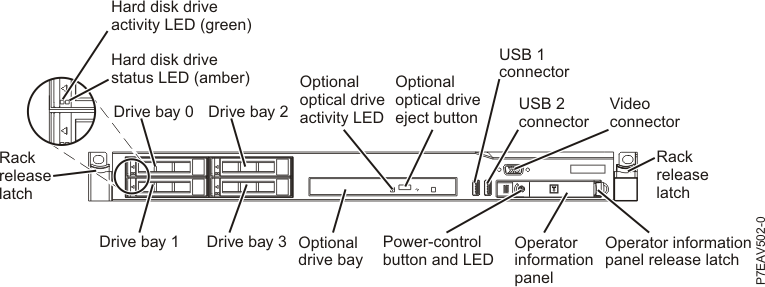 Hard disk drive
activity LED (green)
Hard disk drive
status LED (amber)
Drive bay 0
Drive bay 2
Optional
optical drive
activity LED
Optional
optical drive
eject button
USB 1
connector
USB 2
connector
Video
connector
Rack
release
latch
Rack
release
latch
Drive bay 1
Drive bay 3
Optional
drive bay
Power-control
button and LED
Operator
information
panel
Operator information
panel release latch
P7EAV502-0